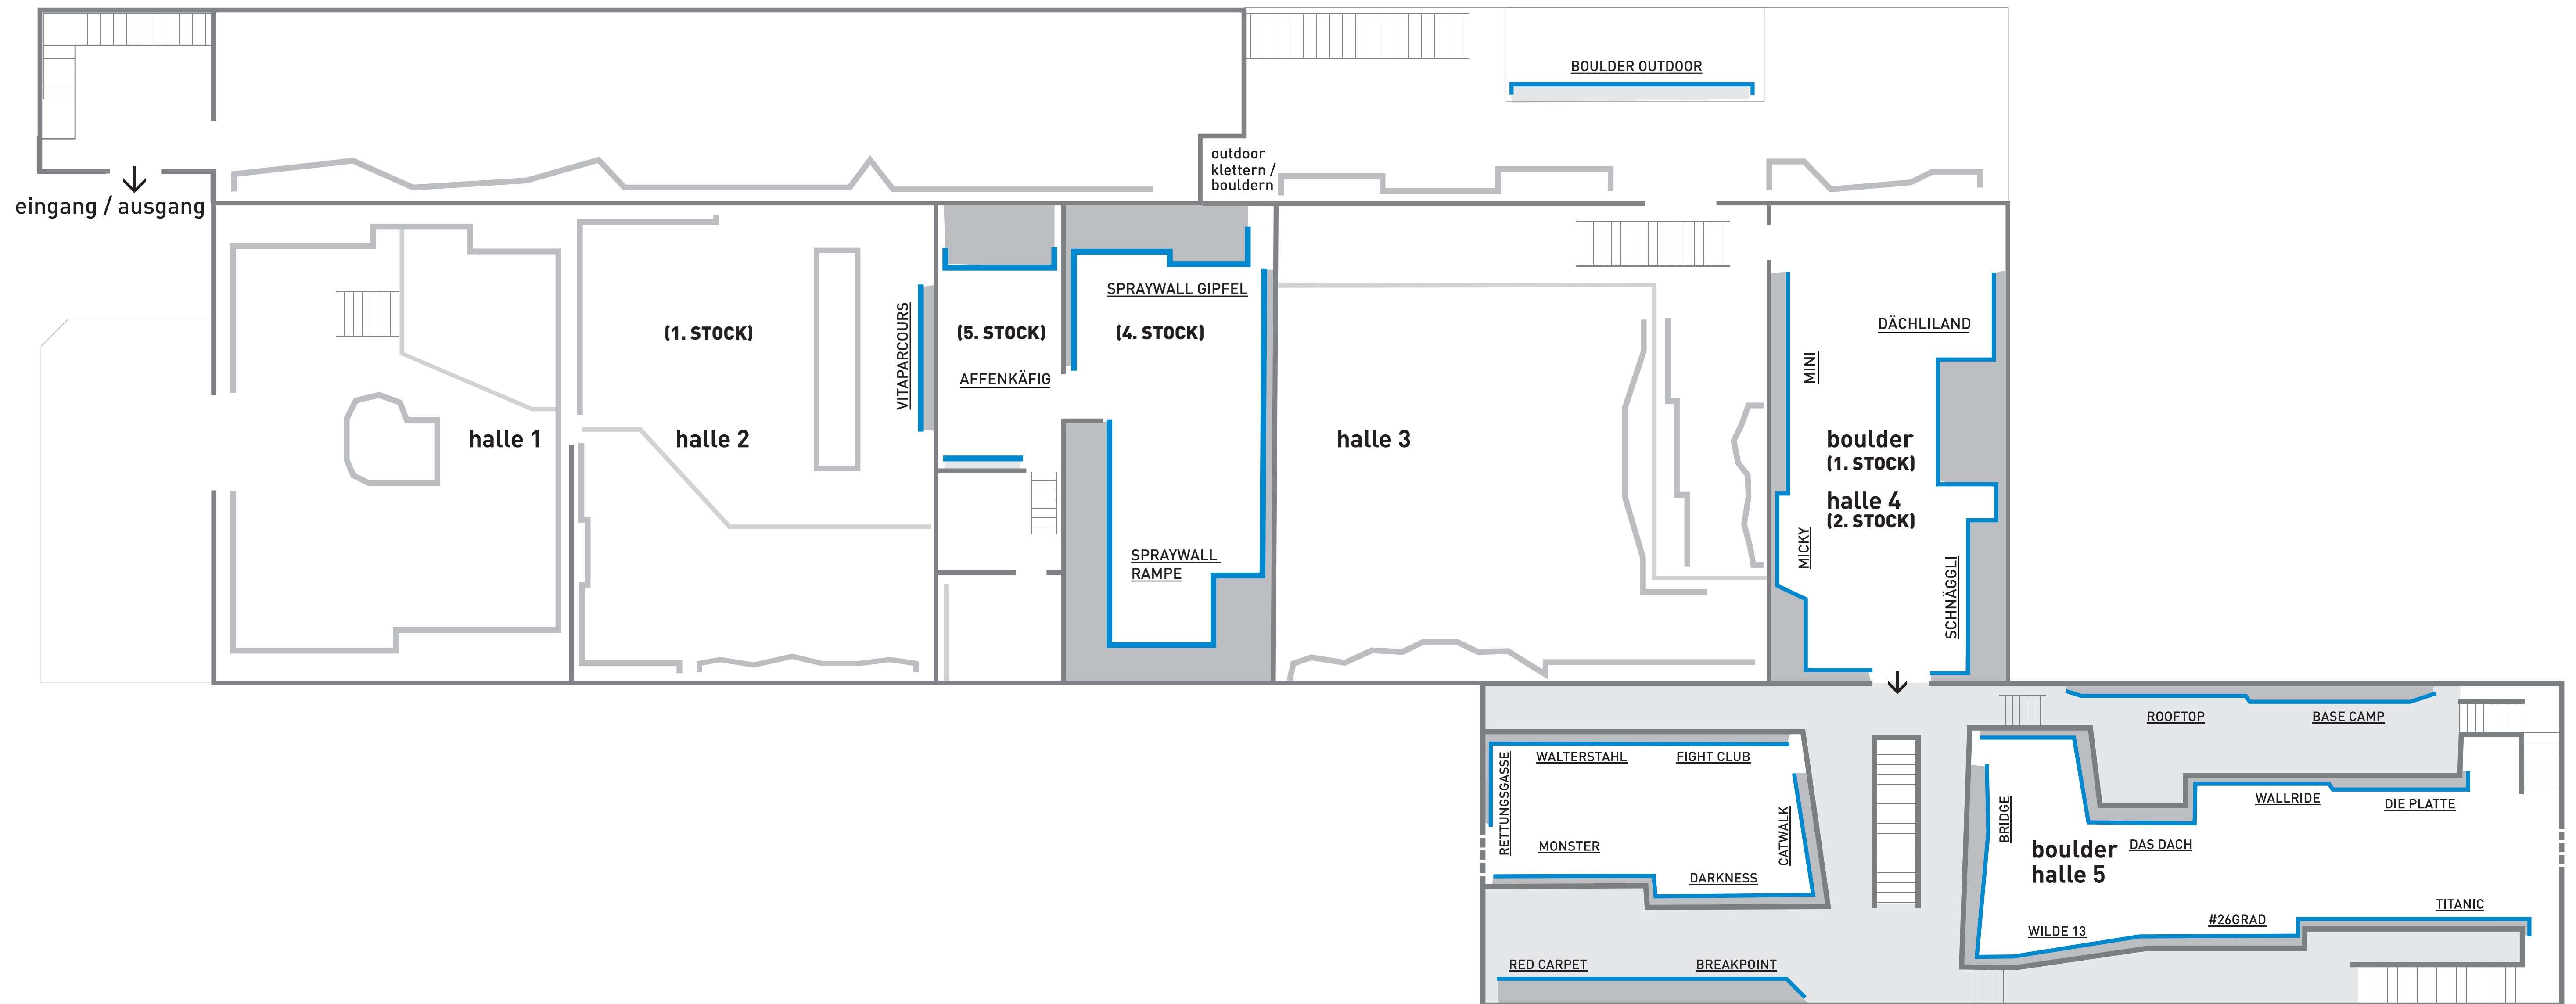 BOULDER OUTDOOR
outdoor
klettern /
bouldern
eingang / ausgang
halle 1
(1. STOCK)
halle 2
VITAPARCOURS
(5. STOCK)
AFFENKÄFIG
SPRAYWALL GIPFEL
(4. STOCK)
SPRAYWALL
RAMPE
halle 3
MINI
DÄCHLILAND
boulder
(1. STOCK)
halle 4
(2. STOCK)
MICKY
SCHNÄGGLI
ROOFTOP
BASE CAMP
RETTUNGSGASSE
WALTERSTAHL
FIGHT CLUB
MONSTER
DARKNESS
CATWALK
RED CARPET
BREAKPOINT
BRIDGE
WALLRIDE
DIE PLATTE
DAS DACH
boulder
halle 5
WILDE 13
#26GRAD
TITANIC